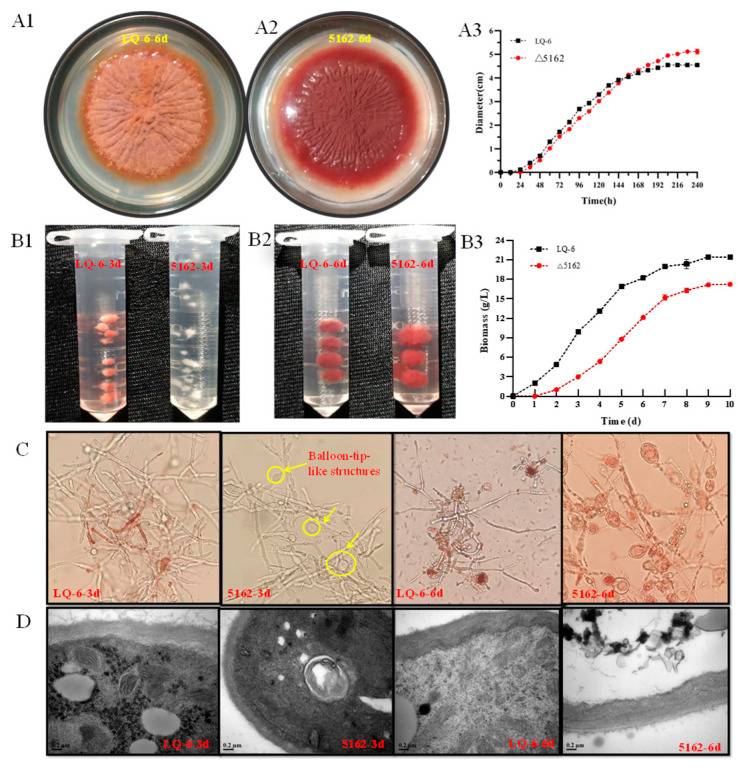 A1
LQ-6-6d
A2
5162-6d
A3
6
5
4
3
2
1
0
Diameter(cm)
LQ-6
△5162
0 24 48 72 96 120 144 168 192 216 240
Time(h)
B1
LQ-6-3d
5162-3d
B2
LQ-6-6d
5162-6d
B3
24
21
18
15
12
9
6
3
0
Biomass (g/L)
LQ-6
△5162
0 1 2 3 4 5 6 7 8 9 10
Time (d)
C
LQ-6-3d
Balloon-tip-
like structures
5162-3d
LQ-6-6d
5162-6d
D
0.2 μm
LQ-6-3d
0.2 μm
5162-3d
0.2 μm
LQ-6-6d
0.2 μm
5162-6d